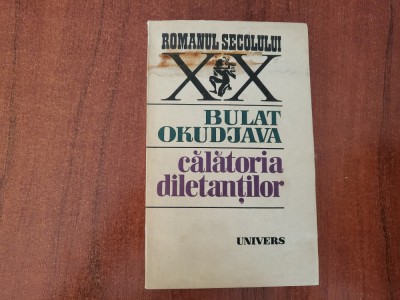 ROMANUL SECOLULUI
XX
BULAT
OKUDJAVA
călătoria
diletanților
UNIVERS